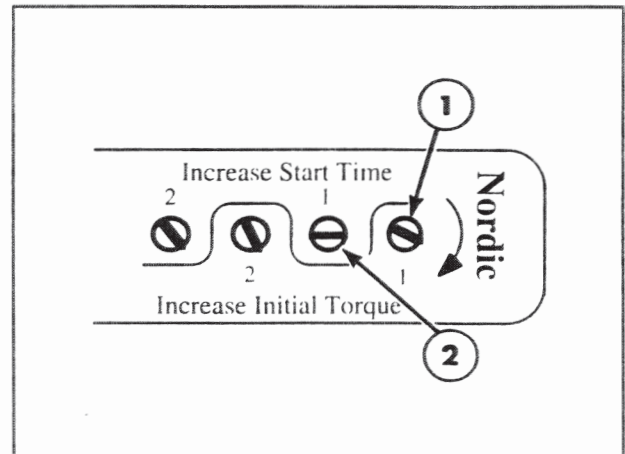 1
Increase Start Time
2 1
Nordic
2 1
Increase Initial Torque
2